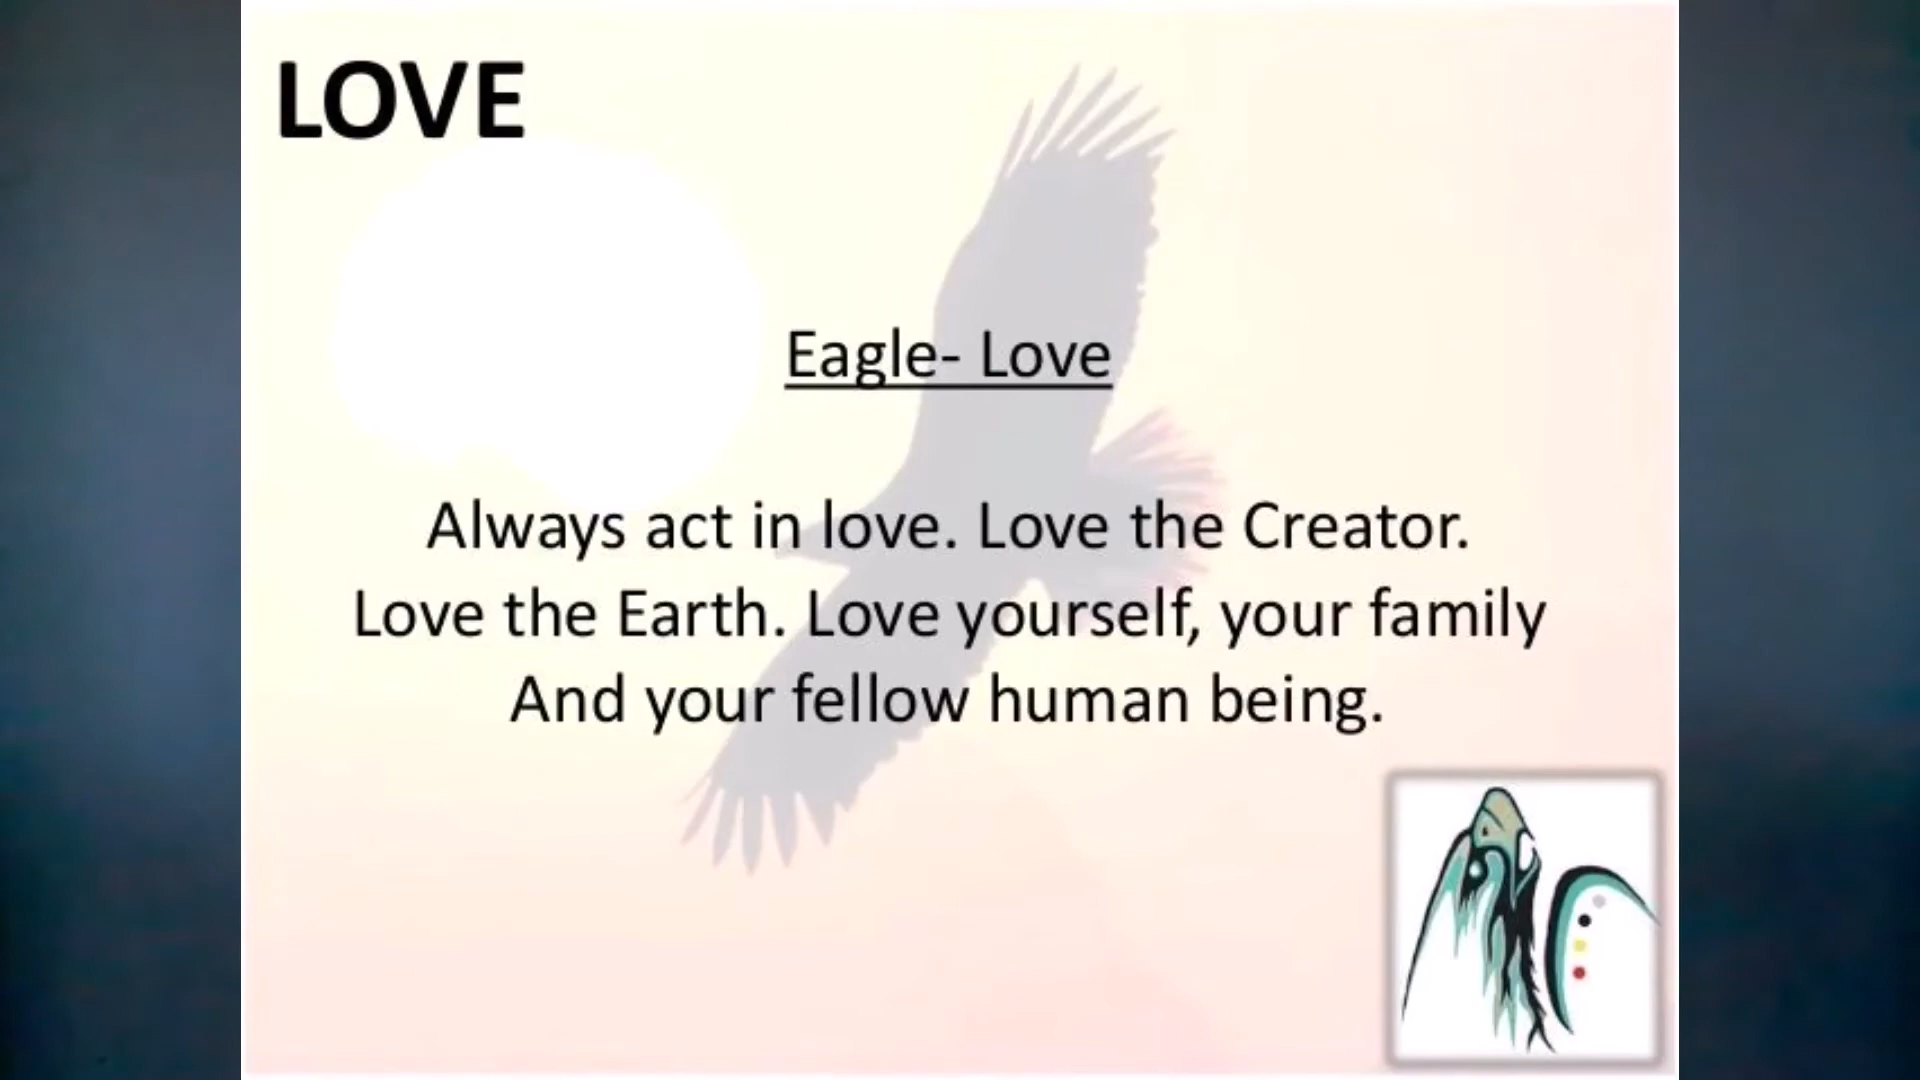 LOVE
Eagle- Love
Always act in love. Love the Creator.
Love the Earth. Love yourself, your family
And your fellow human being.